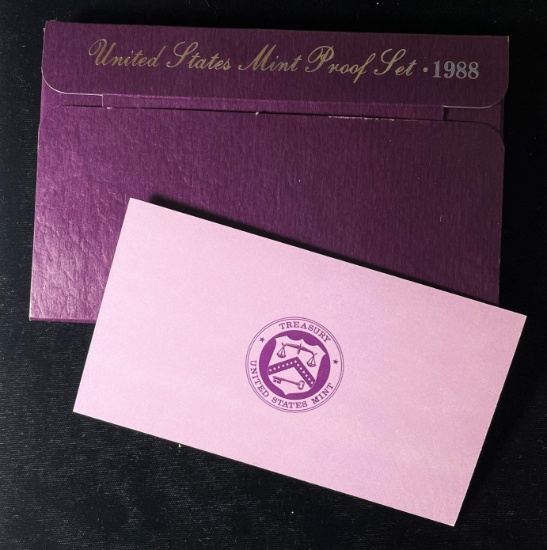 United States Mint Proof Set · 1988
TREASURY
UNITED STATES MINT